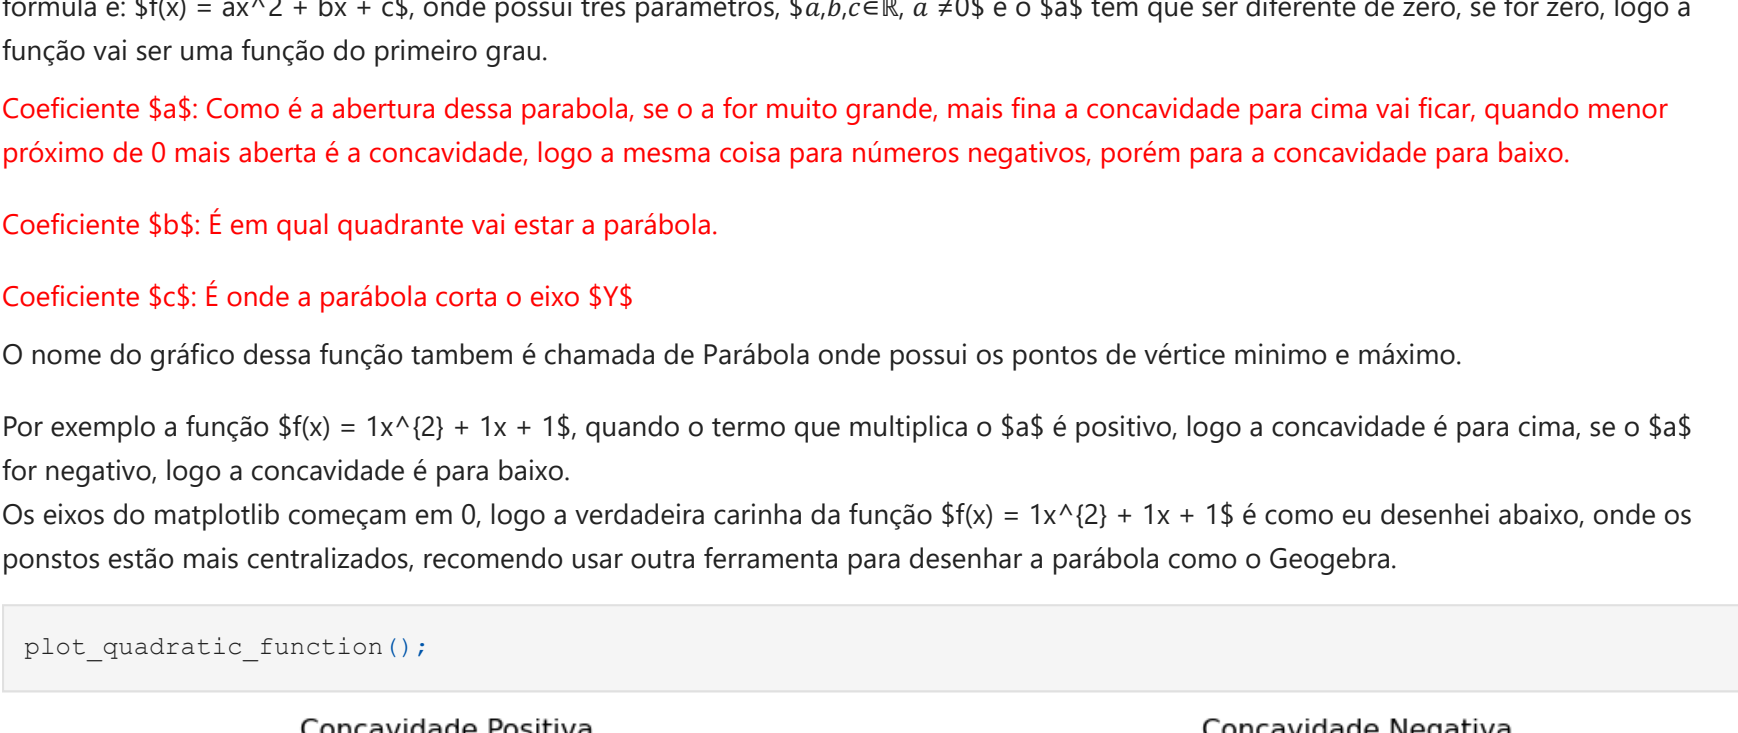 fórmula é: $f(x) = ax^2 + bx + c$, onde possui três parâmetros, $𝑎,𝑏,𝑐∈ℝ, 𝑎 ≠0$ e o $a$ tem que ser diferente de zero, se for zero, logo a
função vai ser uma função do primeiro grau.
Coeficiente $a$: Como é a abertura dessa parabola, se o a for muito grande, mais fina a concavidade para cima vai ficar, quando menor
próximo de 0 mais aberta é a concavidade, logo a mesma coisa para números negativos, porém para a concavidade para baixo.
Coeficiente $b$: É em qual quadrante vai estar a parábola.
Coeficiente $c$: É onde a parábola corta o eixo $Y$
O nome do gráfico dessa função tambem é chamada de Parábola onde possui os pontos de vértice minimo e máximo.
Por exemplo a função $f(x) = 1x^{2} + 1x + 1$, quando o termo que multiplica o $a$ é positivo, logo a concavidade é para cima, se o $a$
for negativo, logo a concavidade é para baixo.
Os eixos do matplotlib começam em 0, logo a verdadeira carinha da função $f(x) = 1x^{2} + 1x + 1$ é como eu desenhei abaixo, onde os
ponstos estão mais centralizados, recomendo usar outra ferramenta para desenhar a parábola como o Geogebra.
plot_quadratic_function();
Concavidade Positiva
Concavidade Negativa